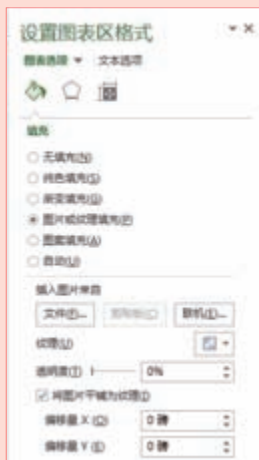 设置图表区格式
图表选项 文本选项
填充
无填充(N)
纯色填充(S)
渐变填充(G)
图片或纹理填充(P)
图案填充(A)
自动(U)
插入图片来自
文件(F)... 剪贴板(C) 联机(E)...
纹理(U)
透明度(T) 0%
将图片平铺为纹理(I)
偏移量 X (O) 0 磅
偏移量 Y (E) 0 磅